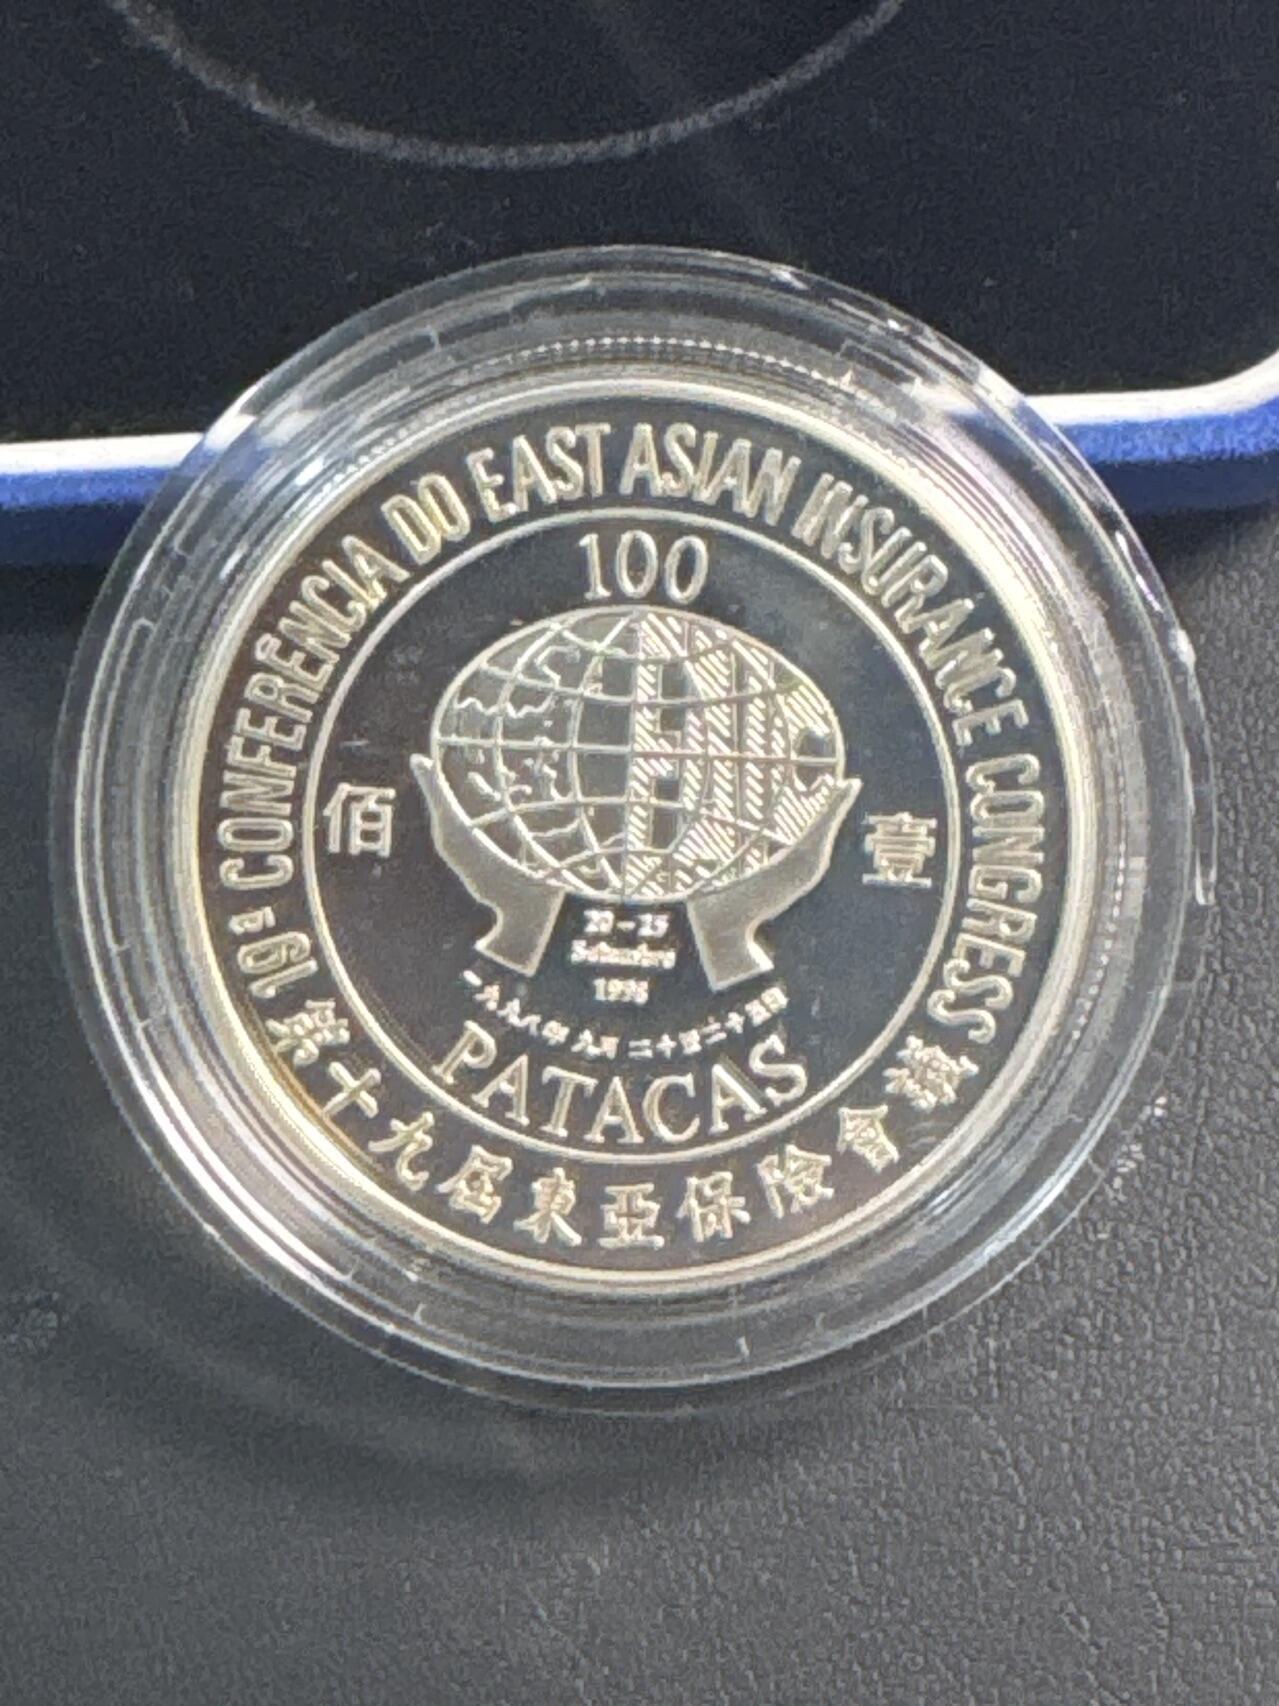 19ª CONFERÊNCIA DO EAST ASIAN INSURANCE CONGRESS
100
佰 壹
20 - 25
Setembro
1998
一九九八年九月二十至二十五日
PATACAS
第十九屆東亞保險會議